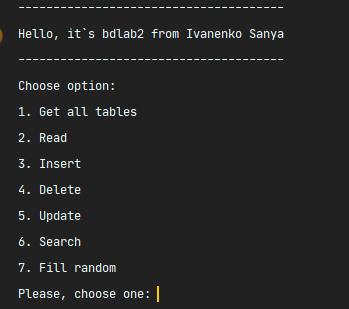 --------------------------------------
Hello, it`s bdlab2 from Ivanenko Sanya
--------------------------------------
Choose option:
1. Get all tables
2. Read
3. Insert
4. Delete
5. Update
6. Search
7. Fill random
Please, choose one: